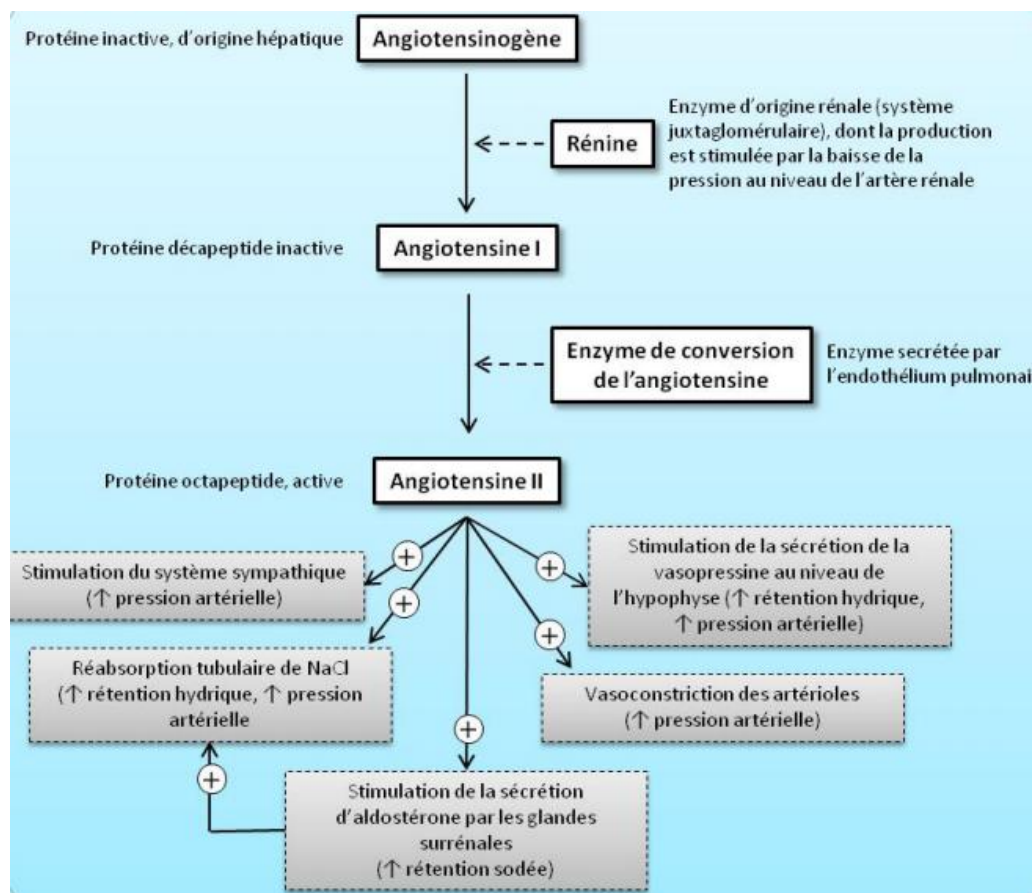 Protéine inactive, d'origine hépatique
Angiotensinogène
Enzyme d'origine rénale (système
juxtaglomérulaire), dont la production
est stimulée par la baisse de la
pression au niveau de l'artère rénale
Rénine
Protéine décapeptide inactive
Angiotensine I
Enzyme de conversion
de l'angiotensine
Enzyme secrétée par
l'endothélium pulmonai
Protéine octapeptide, active
Angiotensine II
+
+
+
+
+
Stimulation du système sympathique
(↑ pression artérielle)
Stimulation de la sécrétion de la
vasopressine au niveau de
l'hypophyse (↑ rétention hydrique,
↑ pression artérielle)
Réabsorption tubulaire de NaCl
(↑ rétention hydrique, ↑ pression
artérielle
Vasoconstriction des artérioles
(↑ pression artérielle)
+
Stimulation de la sécrétion
d'aldostérone par les glandes
surrénales
(↑ rétention sodée)